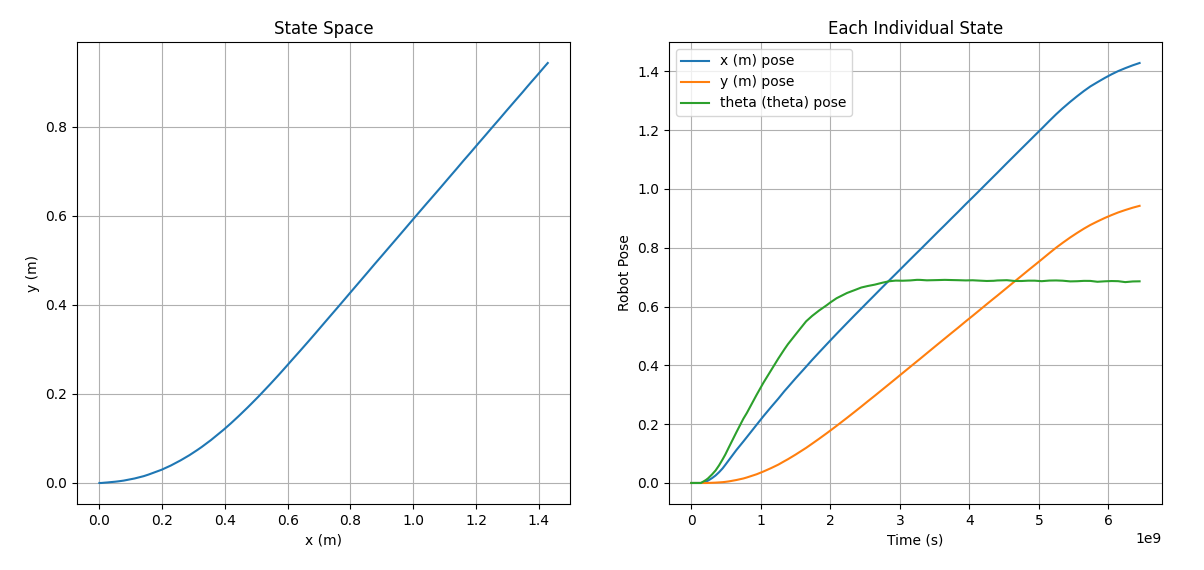 State Space
y (m)
0.8
0.6
0.4
0.2
0.0
0.0 0.2 0.4 0.6 0.8 1.0 1.2 1.4
x (m)
Each Individual State
x (m) pose
y (m) pose
theta (theta) pose
Robot Pose
1.4
1.2
1.0
0.8
0.6
0.4
0.2
0.0
0 1 2 3 4 5 6
1e9
Time (s)